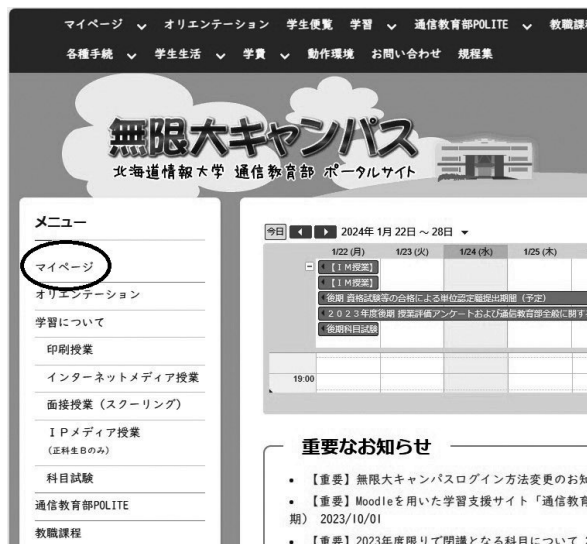 マイページ オリエンテーション 学生便覧 学習 通信教育部POLITE 教職課程
各種手続 学生生活 学費 動作環境 お問い合わせ 規程集
無限大キャンパス
北海道情報大学 通信教育部 ポータルサイト
メニュー
マイページ
オリエンテーション
学習について
印刷授業
インターネットメディア授業
面接授業（スクーリング）
ＩＰメディア授業
(正科生Bのみ)
科目試験
通信教育部POLITE
教職課程
今日 2024年 1月 22日 ～ 28日
1/22 (月) 1/23 (火) 1/24 (水) 1/25 (木)
【ＩＭ授業】
【ＩＭ授業】
後期 資格試験等の合格による単位認定願提出期間（予定）
２０２３年度後期 授業評価アンケートおよび通信教育部全般に関す
後期科目試験
19:00
重要なお知らせ
• 【重要】無限大キャンパスログイン方法変更のお知
• 【重要】Moodleを用いた学習支援サイト「通信教育
期） 2023/10/01
• 【重要】2023年度限りで閉講となる科目について